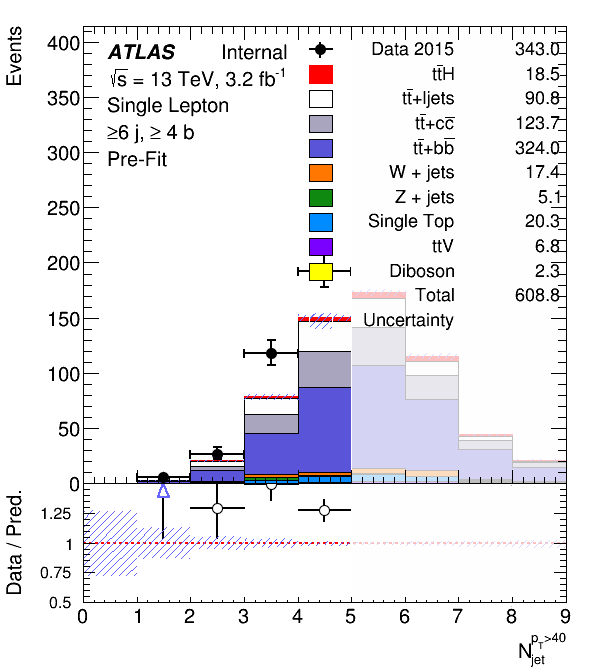 Events
400
350
300
250
200
150
100
50
0
ATLAS Internal
√s = 13 TeV, 3.2 fb⁻¹
Single Lepton
≥6 j, ≥ 4 b
Pre-Fit
Data 2015 343.0
tt̄H 18.5
tt̄+ljets 90.8
tt̄+cc̄ 123.7
tt̄+bb̄ 324.0
W + jets 17.4
Z + jets 5.1
Single Top 20.3
ttV 6.8
Diboson 2.3
Total 608.8
Uncertainty
Data / Pred.
1.25
1
0.75
0.5
0 1 2 3 4 5 6 7 8 9
N_jet^{p_T>40}